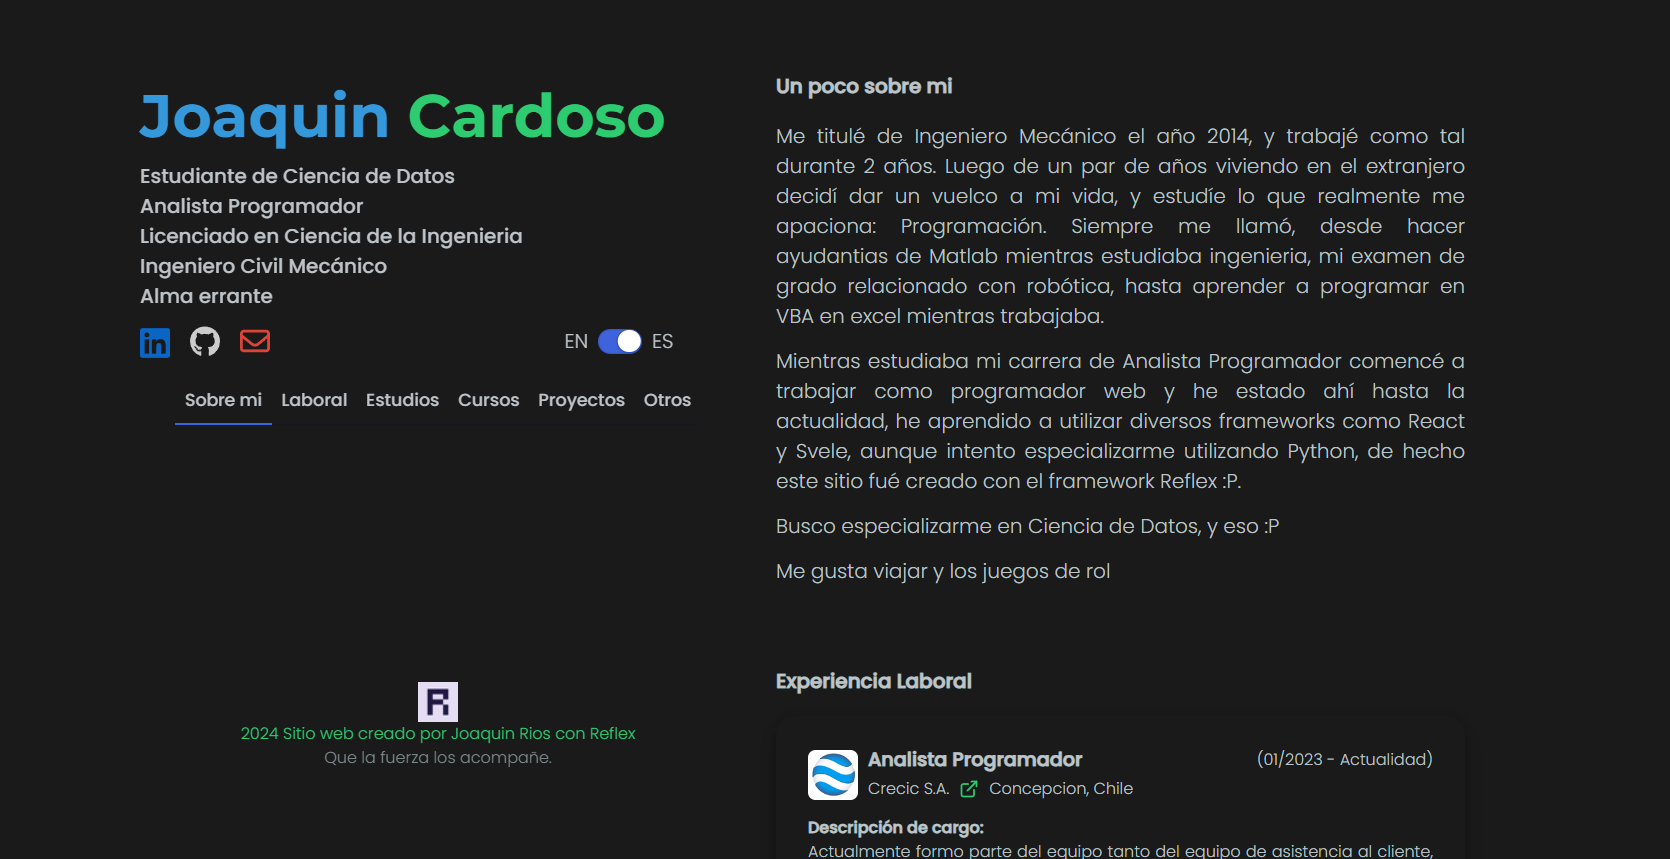 Joaquin Cardoso
Estudiante de Ciencia de Datos
Analista Programador
Licenciado en Ciencia de la Ingenieria
Ingeniero Civil Mecánico
Alma errante
in
EN ES
Sobre mi Laboral Estudios Cursos Proyectos Otros
R
2024 Sitio web creado por Joaquin Rios con Reflex
Que la fuerza los acompañe.
Un poco sobre mi
Me titulé de Ingeniero Mecánico el año 2014, y trabajé como tal
durante 2 años. Luego de un par de años viviendo en el extranjero
decidí dar un vuelco a mi vida, y estudíe lo que realmente me
apaciona: Programación. Siempre me llamó, desde hacer
ayudantias de Matlab mientras estudiaba ingenieria, mi examen de
grado relacionado con robótica, hasta aprender a programar en
VBA en excel mientras trabajaba.
Mientras estudiaba mi carrera de Analista Programador comencé a
trabajar como programador web y he estado ahí hasta la
actualidad, he aprendido a utilizar diversos frameworks como React
y Svele, aunque intento especializarme utilizando Python, de hecho
este sitio fué creado con el framework Reflex :P.
Busco especializarme en Ciencia de Datos, y eso :P
Me gusta viajar y los juegos de rol
Experiencia Laboral
Analista Programador (01/2023 - Actualidad)
Crecic S.A. Concepcion, Chile
Descripción de cargo:
Actualmente formo parte del equipo tanto del equipo de asistencia al cliente,